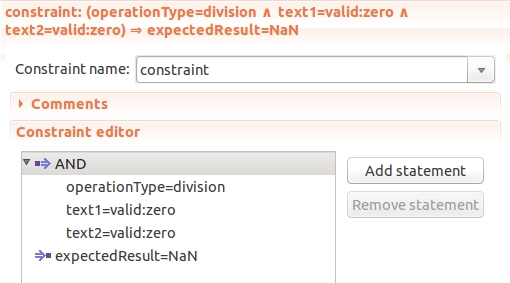 constraint: (operationType=division ∧ text1=valid:zero ∧
text2=valid:zero) ⇒ expectedResult=NaN
Constraint name: constraint
Comments
Constraint editor
AND
operationType=division
text1=valid:zero
text2=valid:zero
expectedResult=NaN
Add statement
Remove statement